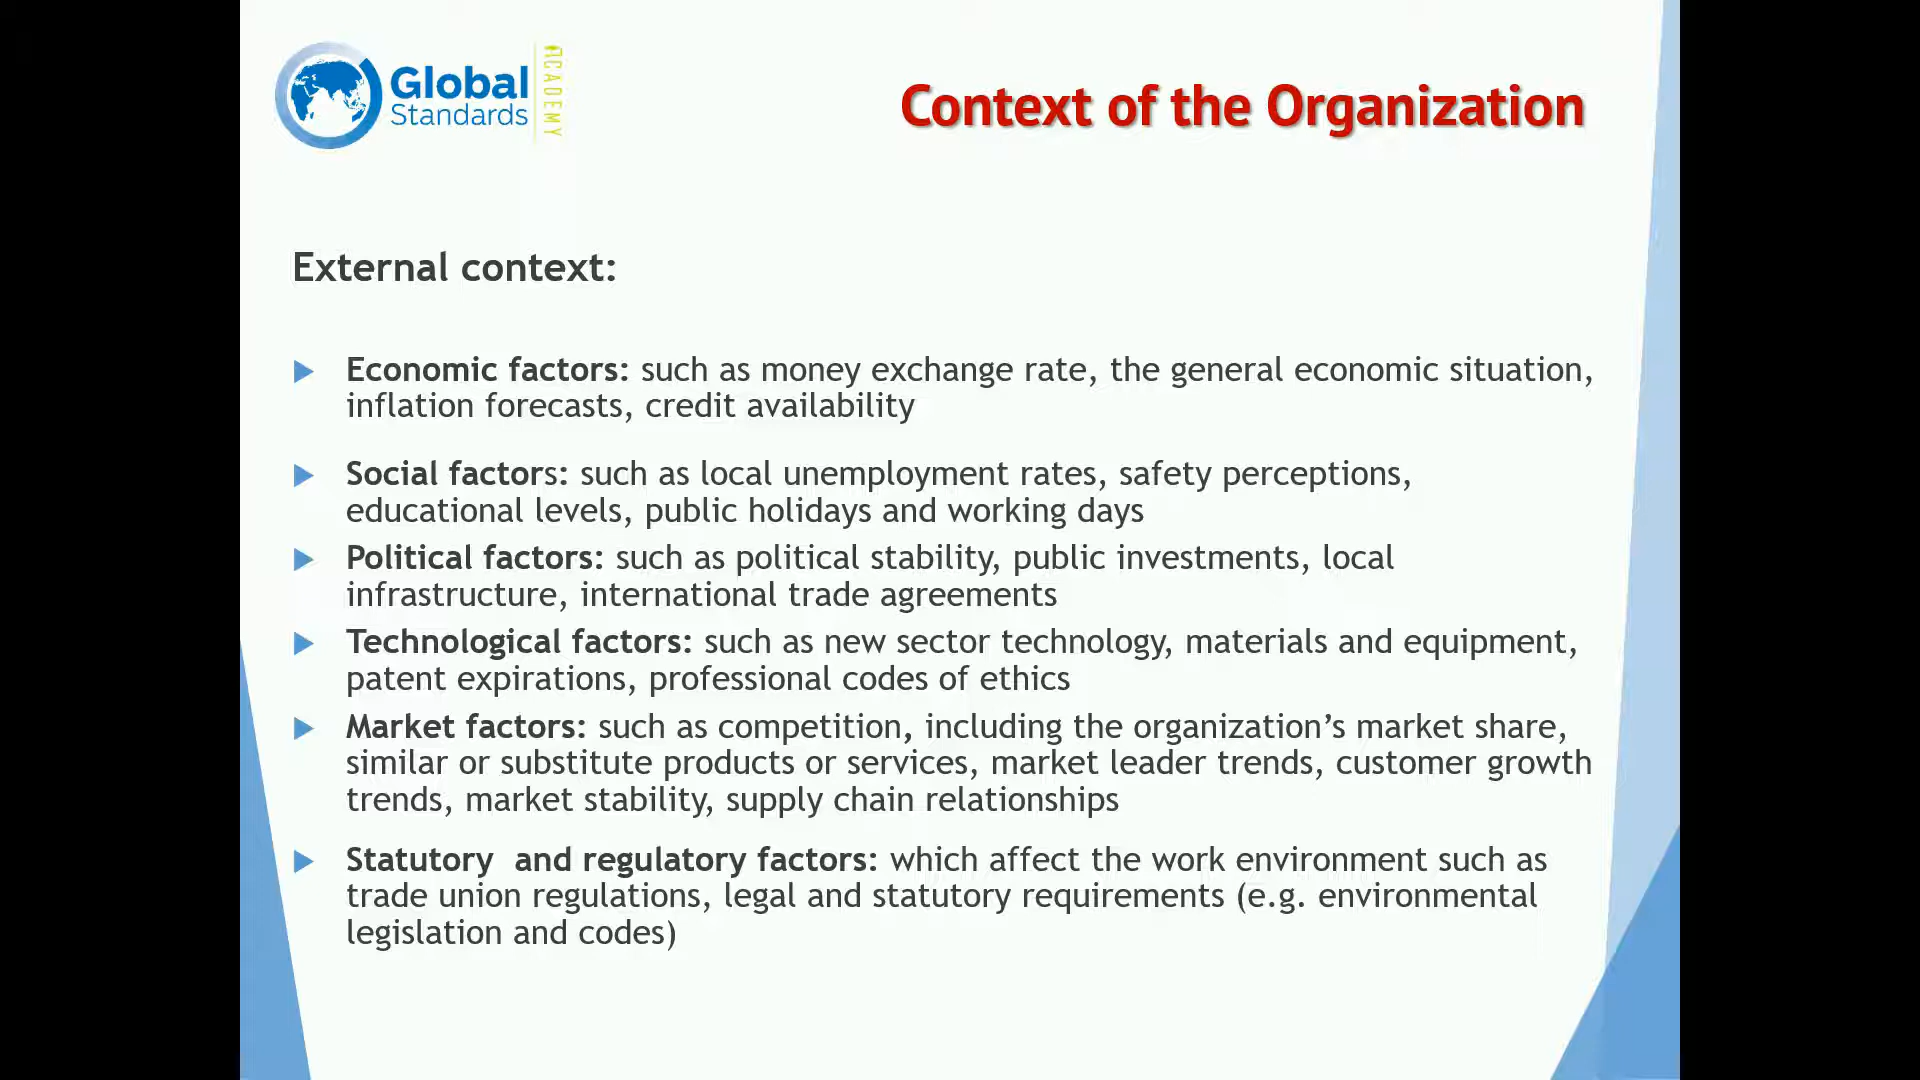 Global
Standards
ACADEMY
Context of the Organization
External context:
Economic factors: such as money exchange rate, the general economic situation,
inflation forecasts, credit availability
Social factors: such as local unemployment rates, safety perceptions,
educational levels, public holidays and working days
Political factors: such as political stability, public investments, local
infrastructure, international trade agreements
Technological factors: such as new sector technology, materials and equipment,
patent expirations, professional codes of ethics
Market factors: such as competition, including the organization’s market share,
similar or substitute products or services, market leader trends, customer growth
trends, market stability, supply chain relationships
Statutory  and regulatory factors: which affect the work environment such as
trade union regulations, legal and statutory requirements (e.g. environmental
legislation and codes)